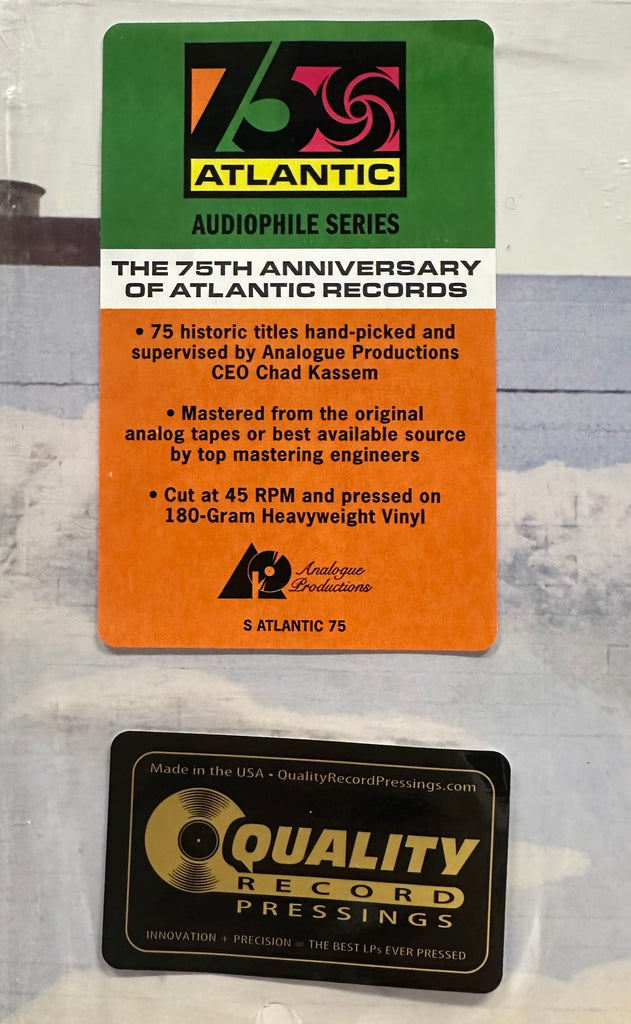 75
ATLANTIC
AUDIOPHILE SERIES
THE 75TH ANNIVERSARY
OF ATLANTIC RECORDS
• 75 historic titles hand-picked and
supervised by Analogue Productions
CEO Chad Kassem
• Mastered from the original
analog tapes or best available source
by top mastering engineers
• Cut at 45 RPM and pressed on
180-Gram Heavyweight Vinyl
Analogue
Productions
S ATLANTIC 75
Made in the USA • QualityRecordPressings.com
QUALITY
RECORD
PRESSINGS
INNOVATION + PRECISION = THE BEST LPs EVER PRESSED